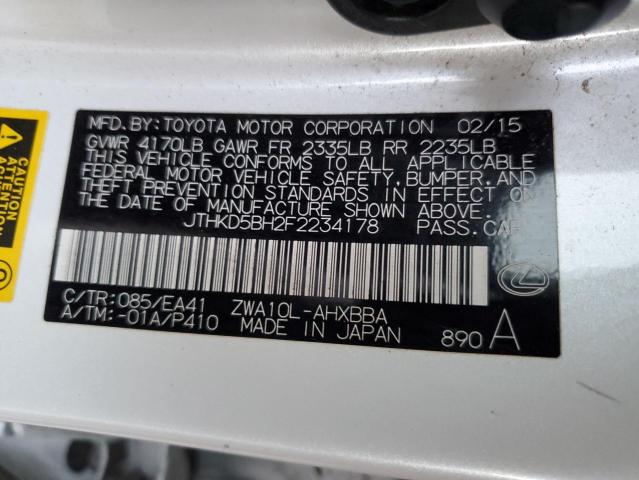 MFD.BY: TOYOTA MOTOR CORPORATION 02/15
GVWR 4170LB GAWR FR 2335LB RR 2235LB
THIS VEHICLE CONFORMS TO ALL APPLICABLE
FEDERAL MOTOR VEHICLE SAFETY, BUMPER, AND
THEFT PREVENTION STANDARDS IN EFFECT ON
THE DATE OF MANUFACTURE SHOWN ABOVE.
JTHKD5BH2F2234178 PASS.CAR
C/TR:085/EA41 ZWA10L-AHXBBA
A/TM:-01A/P410 MADE IN JAPAN 890 A